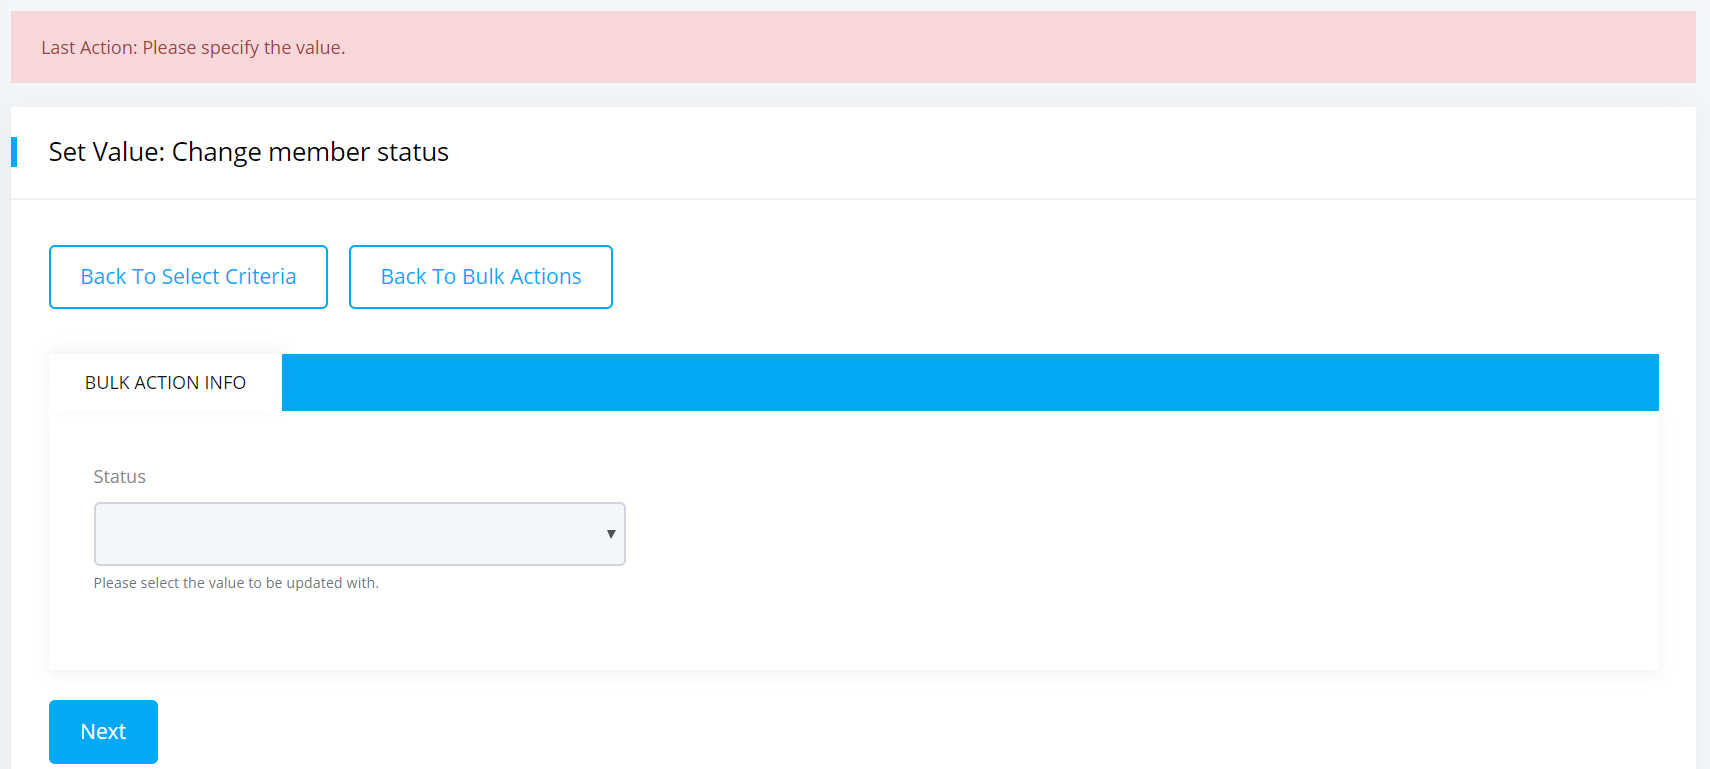 Last Action: Please specify the value.
Set Value: Change member status
Back To Select Criteria
Back To Bulk Actions
BULK ACTION INFO
Status
Please select the value to be updated with.
Next